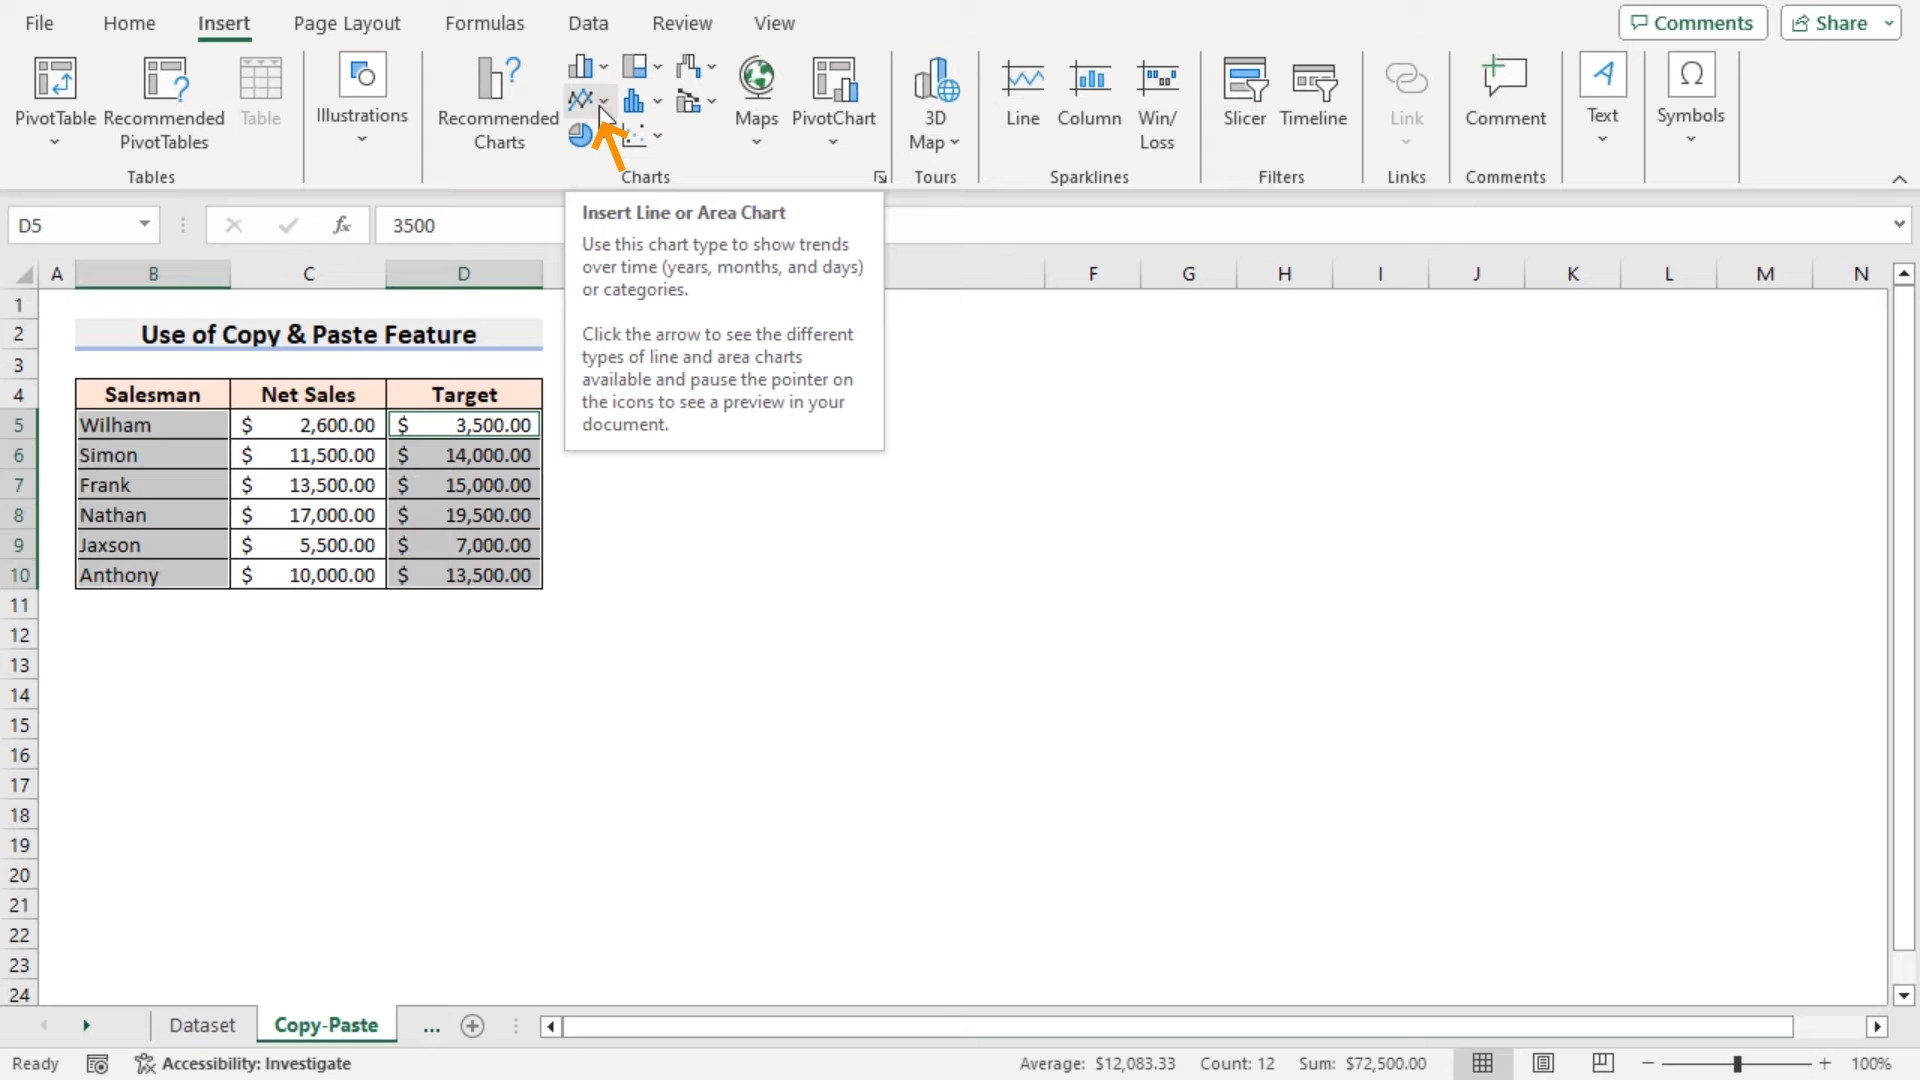 File Home Insert Page Layout Formulas Data Review View Comments Share
PivotTable Recommended PivotTables Table Illustrations Recommended Charts Maps PivotChart 3D Map Line Column Win/Loss Slicer Timeline Link Comment Text Symbols
Tables Charts Tours Sparklines Filters Links Comments
D5 fx 3500
Insert Line or Area Chart
Use this chart type to show trends
over time (years, months, and days)
or categories.
Click the arrow to see the different
types of line and area charts
available and pause the pointer on
the icons to see a preview in your
document.
A B C D F G H I J K L M N
1
2 Use of Copy & Paste Feature
3
4 Salesman Net Sales Target
5 Wilham $ 2,600.00 $ 3,500.00
6 Simon $ 11,500.00 $ 14,000.00
7 Frank $ 13,500.00 $ 15,000.00
8 Nathan $ 17,000.00 $ 19,500.00
9 Jaxson $ 5,500.00 $ 7,000.00
10 Anthony $ 10,000.00 $ 13,500.00
11
12
13
14
15
16
17
18
19
20
21
22
23
24
Dataset Copy-Paste ...
Ready Accessibility: Investigate Average: $12,083.33 Count: 12 Sum: $72,500.00 100%